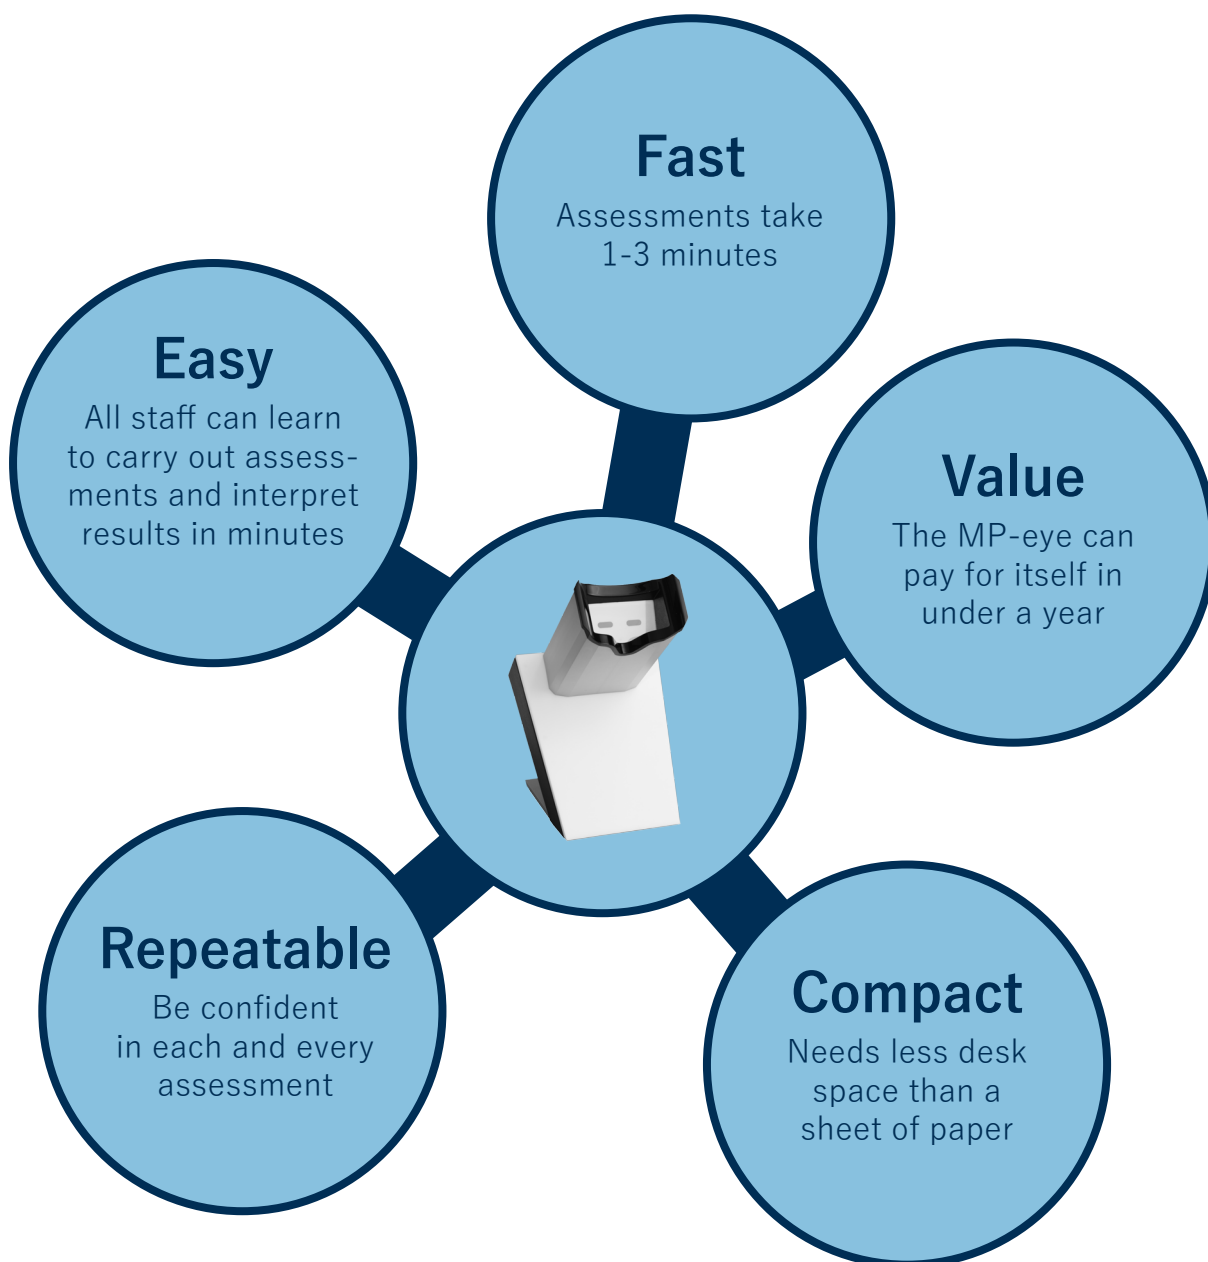 Fast
Assessments take
1-3 minutes
Easy
All staff can learn
to carry out assess-
ments and interpret
results in minutes
Value
The MP-eye can
pay for itself in
under a year
Repeatable
Be confident
in each and every
assessment
Compact
Needs less desk
space than a
sheet of paper